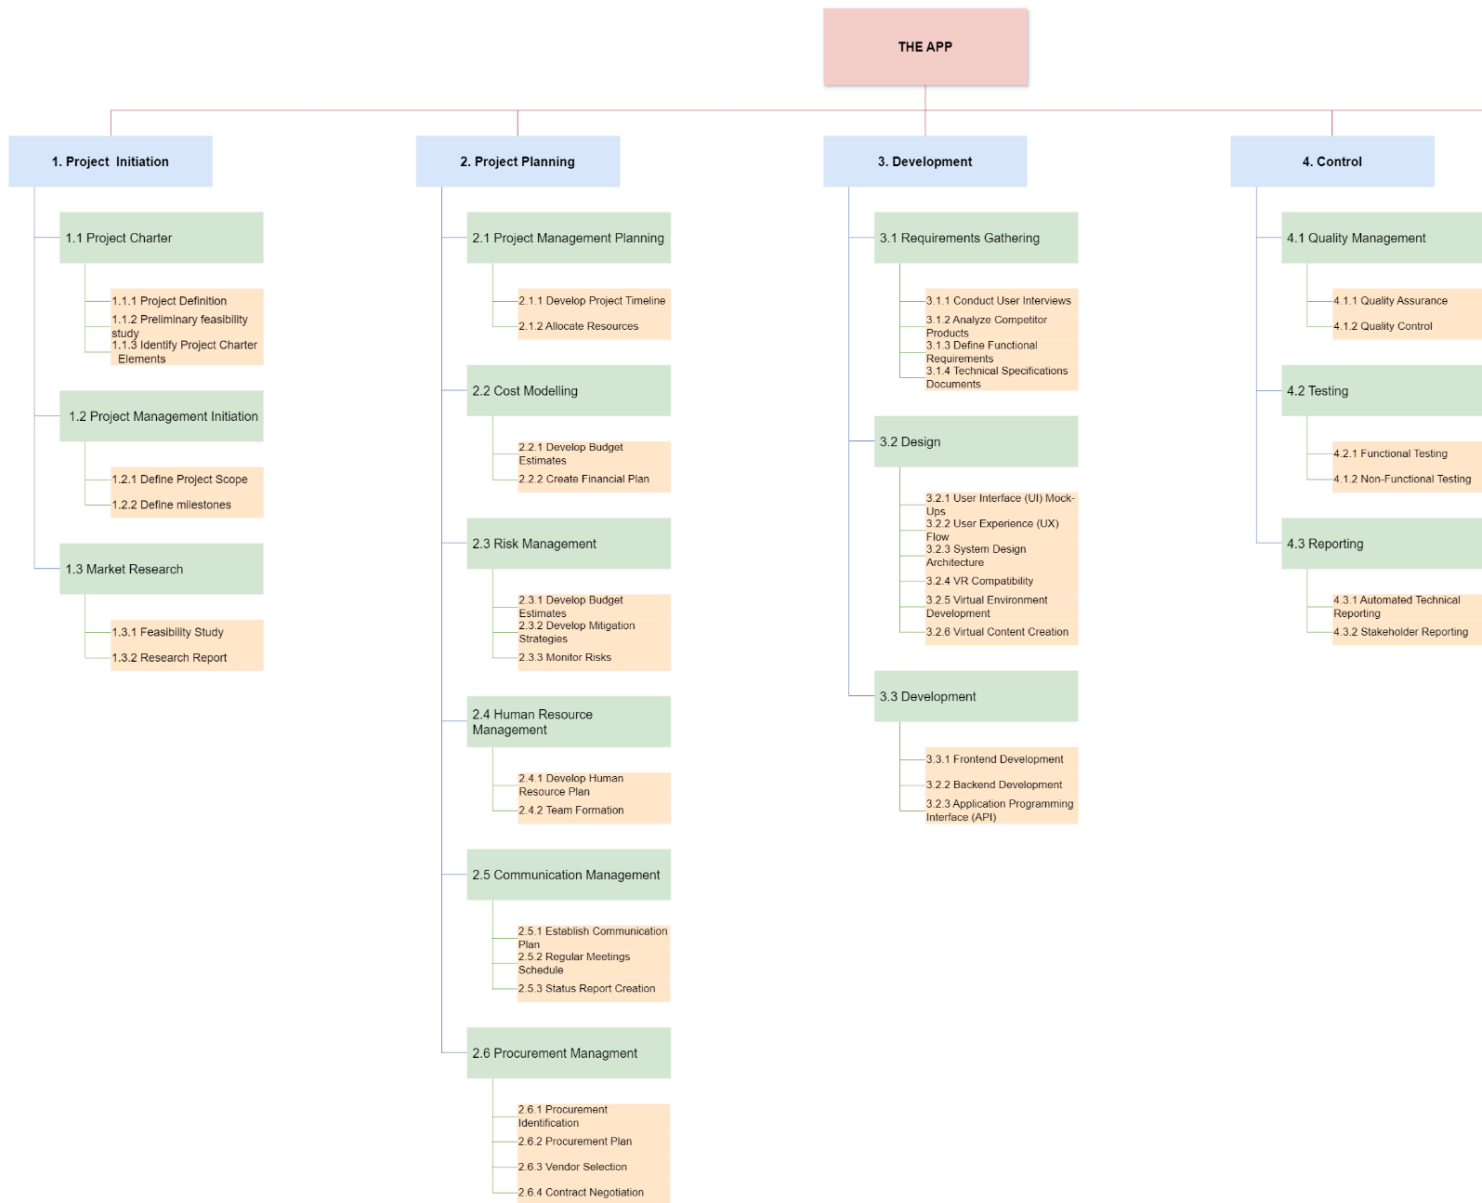 THE APP
1. Project Initiation
1.1 Project Charter
1.1.1 Project Definition
1.1.2 Preliminary feasibility
study
1.1.3 Identify Project Charter
Elements
1.2 Project Management Initiation
1.2.1 Define Project Scope
1.2.2 Define milestones
1.3 Market Research
1.3.1 Feasibility Study
1.3.2 Research Report
2. Project Planning
2.1 Project Management Planning
2.1.1 Develop Project Timeline
2.1.2 Allocate Resources
2.2 Cost Modelling
2.2.1 Develop Budget
Estimates
2.2.2 Create Financial Plan
2.3 Risk Management
2.3.1 Develop Budget
Estimates
2.3.2 Develop Mitigation
Strategies
2.3.3 Monitor Risks
2.4 Human Resource
Management
2.4.1 Develop Human
Resource Plan
2.4.2 Team Formation
2.5 Communication Management
2.5.1 Establish Communication
Plan
2.5.2 Regular Meetings
Schedule
2.5.3 Status Report Creation
2.6 Procurement Managment
2.6.1 Procurement
Identification
2.6.2 Procurement Plan
2.6.3 Vendor Selection
2.6.4 Contract Negotiation
3. Development
3.1 Requirements Gathering
3.1.1 Conduct User Interviews
3.1.2 Analyze Competitor
Products
3.1.3 Define Functional
Requirements
3.1.4 Technical Specifications
Documents
3.2 Design
3.2.1 User Interface (UI) Mock-
Ups
3.2.2 User Experience (UX)
Flow
3.2.3 System Design
Architecture
3.2.4 VR Compatibility
3.2.5 Virtual Environment
Development
3.2.6 Virtual Content Creation
3.3 Development
3.3.1 Frontend Development
3.2.2 Backend Development
3.2.3 Application Programming
Interface (API)
4. Control
4.1 Quality Management
4.1.1 Quality Assurance
4.1.2 Quality Control
4.2 Testing
4.2.1 Functional Testing
4.1.2 Non-Functional Testing
4.3 Reporting
4.3.1 Automated Technical
Reporting
4.3.2 Stakeholder Reporting